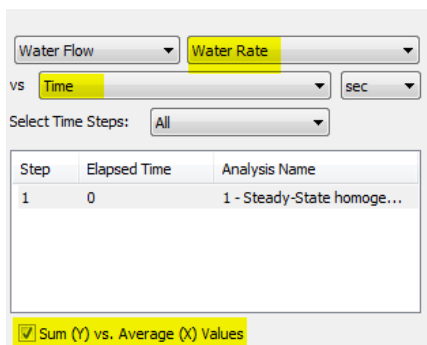 Water Flow Water Rate
vs Time sec
Select Time Steps: All
Step Elapsed Time Analysis Name
1 0 1 - Steady-State homoge...
Sum (Y) vs. Average (X) Values